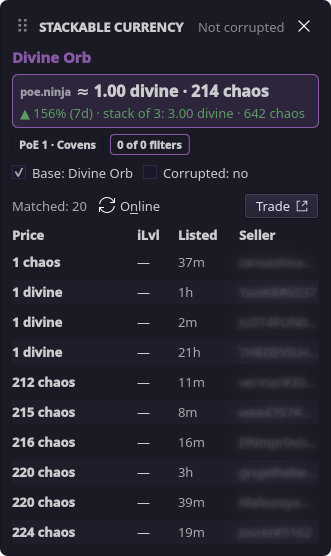 STACKABLE CURRENCY Not corrupted
Divine Orb
poe.ninja ≈ 1.00 divine · 214 chaos
▲ 156% (7d) · stack of 3: 3.00 divine · 642 chaos
PoE 1 · Covens 0 of 0 filters
Base: Divine Orb Corrupted: no
Matched: 20 Online Trade
Price iLvl Listed Seller
1 chaos — 37m
1 divine — 1h
1 divine — 2m
1 divine — 21h
212 chaos — 11m
215 chaos — 8m
216 chaos — 16m
220 chaos — 3h
220 chaos — 39m
224 chaos — 19m